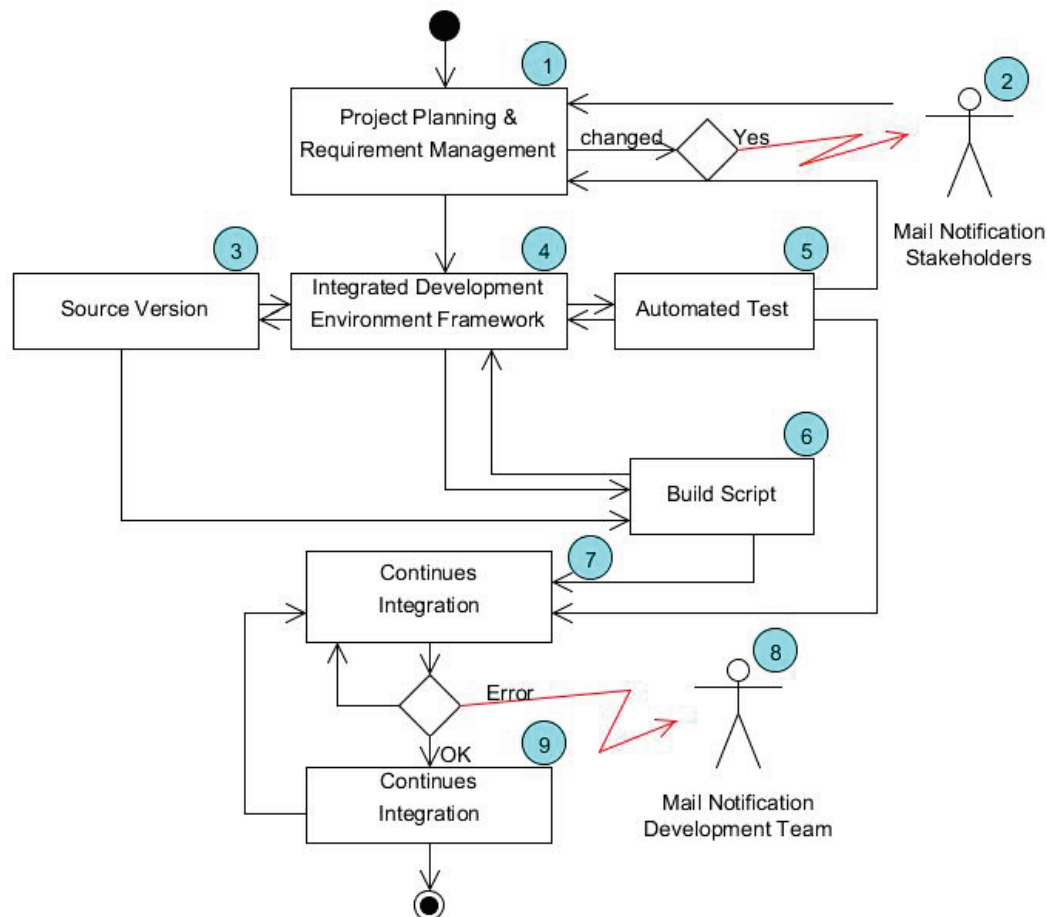 1
2
Project Planning &
Requirement Management
changed
Yes
Mail Notification
Stakeholders
3
4
5
Source Version
Integrated Development
Environment Framework
Automated Test
6
Build Script
7
Continues
Integration
8
Error
OK
9
Continues
Integration
Mail Notification
Development Team